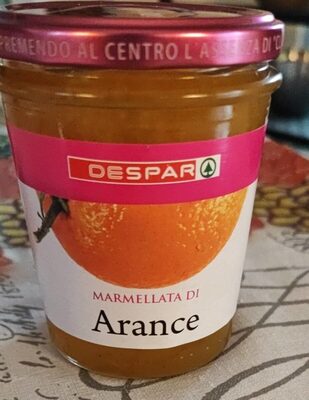 PREMENDO AL CENTRO L'ASSENZA DI "C
DESPAR
MARMELLATA DI
Arance